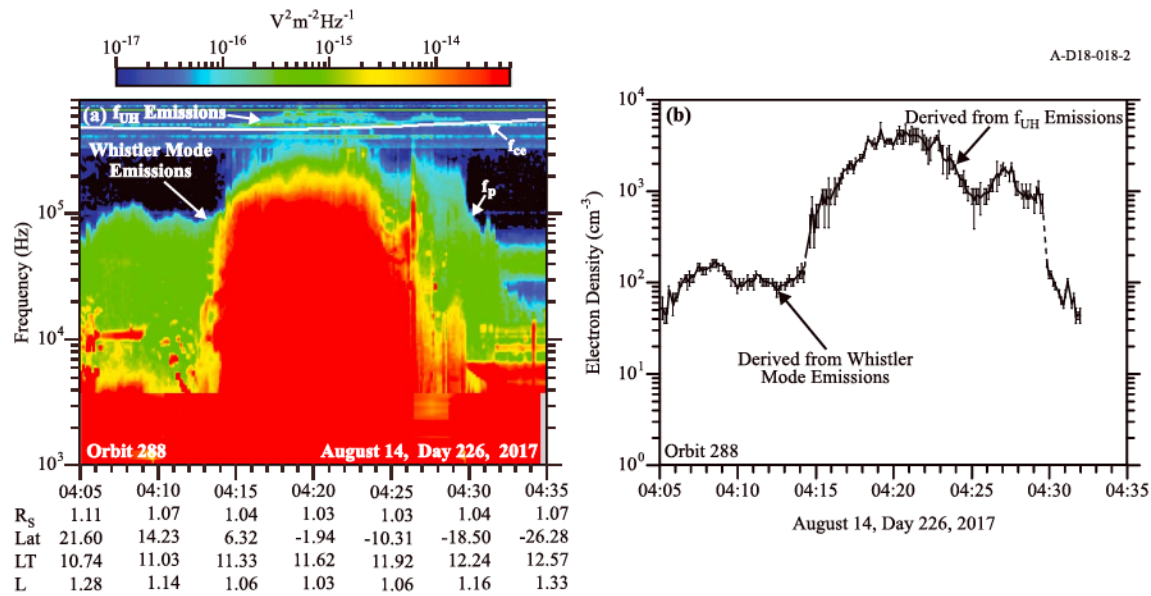 V²m⁻²Hz⁻¹
10⁻¹⁷ 10⁻¹⁶ 10⁻¹⁵ 10⁻¹⁴
(a) f_UH Emissions
Whistler Mode
Emissions
f_ce
f_p
Frequency (Hz)
10⁵
10⁴
10³
Orbit 288 August 14, Day 226, 2017
04:05 04:10 04:15 04:20 04:25 04:30 04:35
R_S 1.11 1.07 1.04 1.03 1.03 1.04 1.07
Lat 21.60 14.23 6.32 -1.94 -10.31 -18.50 -26.28
LT 10.74 11.03 11.33 11.62 11.92 12.24 12.57
L 1.28 1.14 1.06 1.03 1.06 1.16 1.33
A-D18-018-2
(b)
Derived from f_UH Emissions
Electron Density (cm⁻³)
10⁴
10³
10²
10¹
10⁰
Derived from Whistler
Mode Emissions
Orbit 288
04:05 04:10 04:15 04:20 04:25 04:30 04:35
August 14, Day 226, 2017